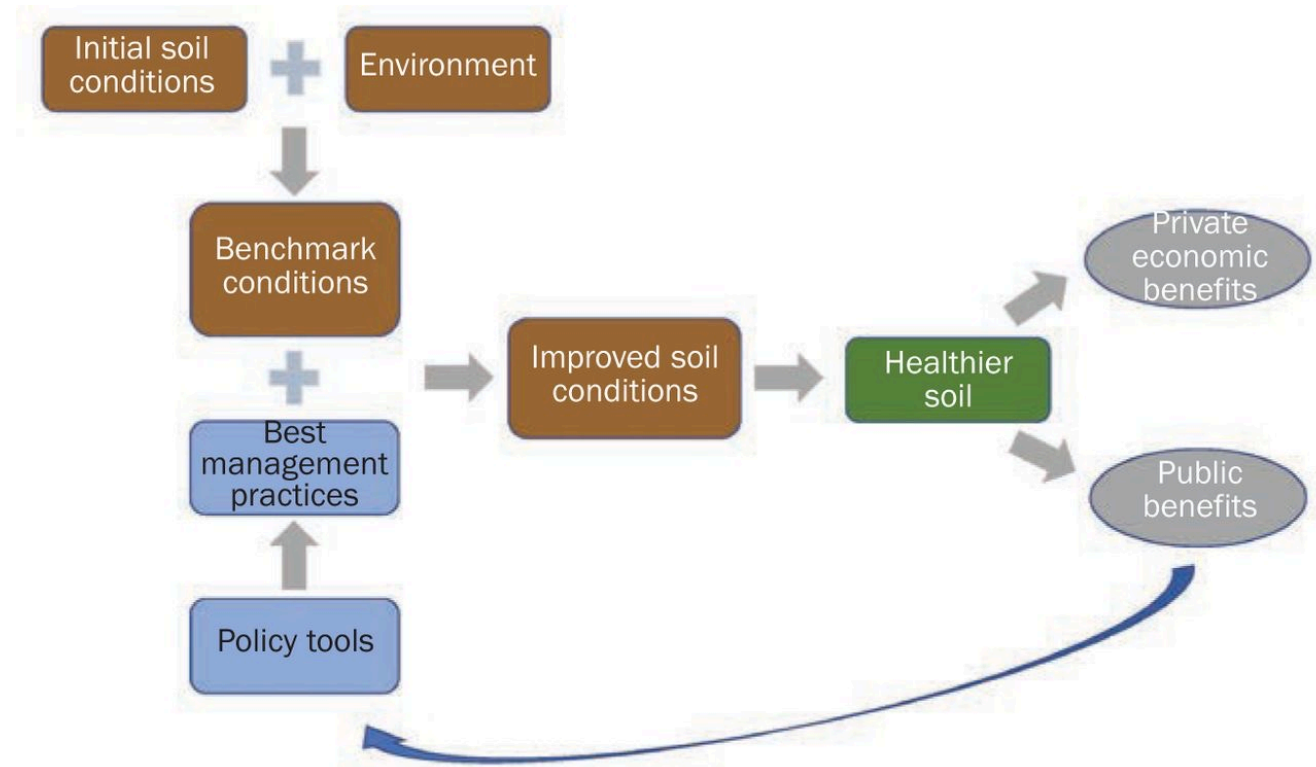 Initial soil
conditions
Environment
Benchmark
conditions
Best
management
practices
Policy tools
Improved soil
conditions
Healthier
soil
Private
economic
benefits
Public
benefits